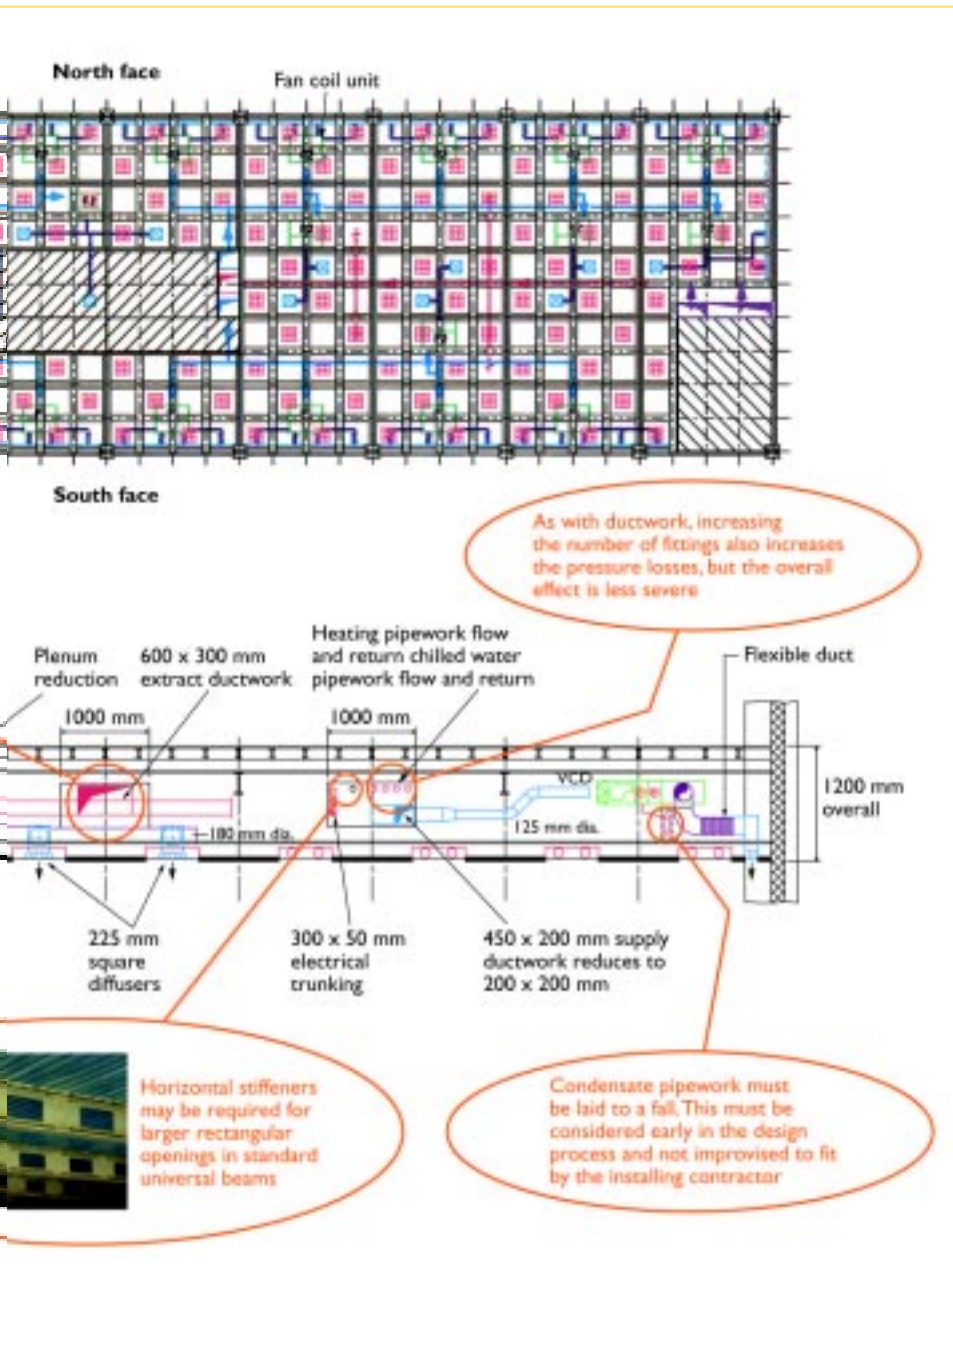 North face
Fan coil unit
South face
As with ductwork, increasing
the number of fittings also increases
the pressure losses, but the overall
effect is less severe
Plenum
reduction
600 x 300 mm
extract ductwork
Heating pipework flow
and return chilled water
pipework flow and return
Flexible duct
1000 mm
1000 mm
VCD
1200 mm
overall
180 mm dia.
125 mm dia.
225 mm
square
diffusers
300 x 50 mm
electrical
trunking
450 x 200 mm supply
ductwork reduces to
200 x 200 mm
Horizontal stiffeners
may be required for
larger rectangular
openings in standard
universal beams
Condensate pipework must
be laid to a fall. This must be
considered early in the design
process and not improvised to fit
by the installing contractor